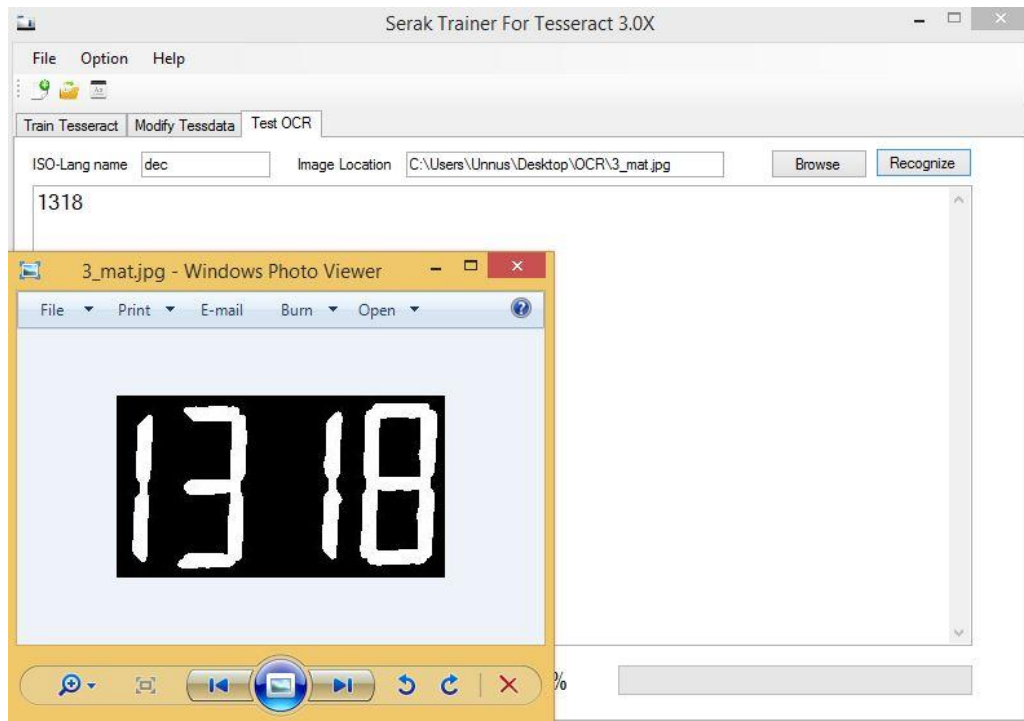 Serak Trainer For Tesseract 3.0X
File Option Help
Train Tesseract Modify Tessdata Test OCR
ISO-Lang name dec Image Location C:\Users\Unnus\Desktop\OCR\3_mat.jpg Browse Recognize
1318
3_mat.jpg - Windows Photo Viewer
File Print E-mail Burn Open
1318
%